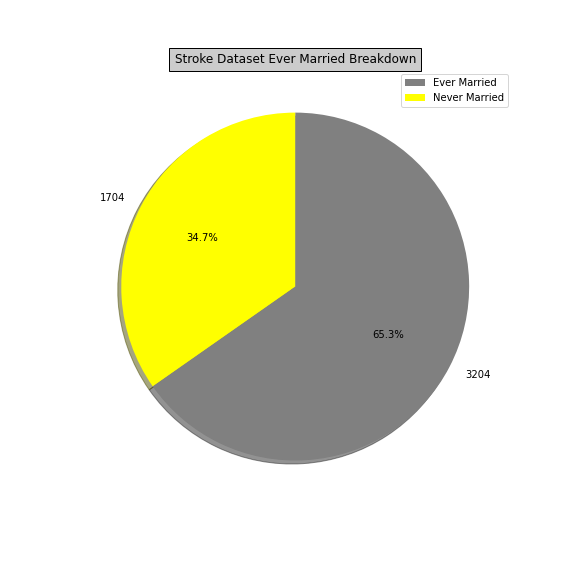 Stroke Dataset Ever Married Breakdown
Ever Married
Never Married
1704
34.7%
65.3%
3204